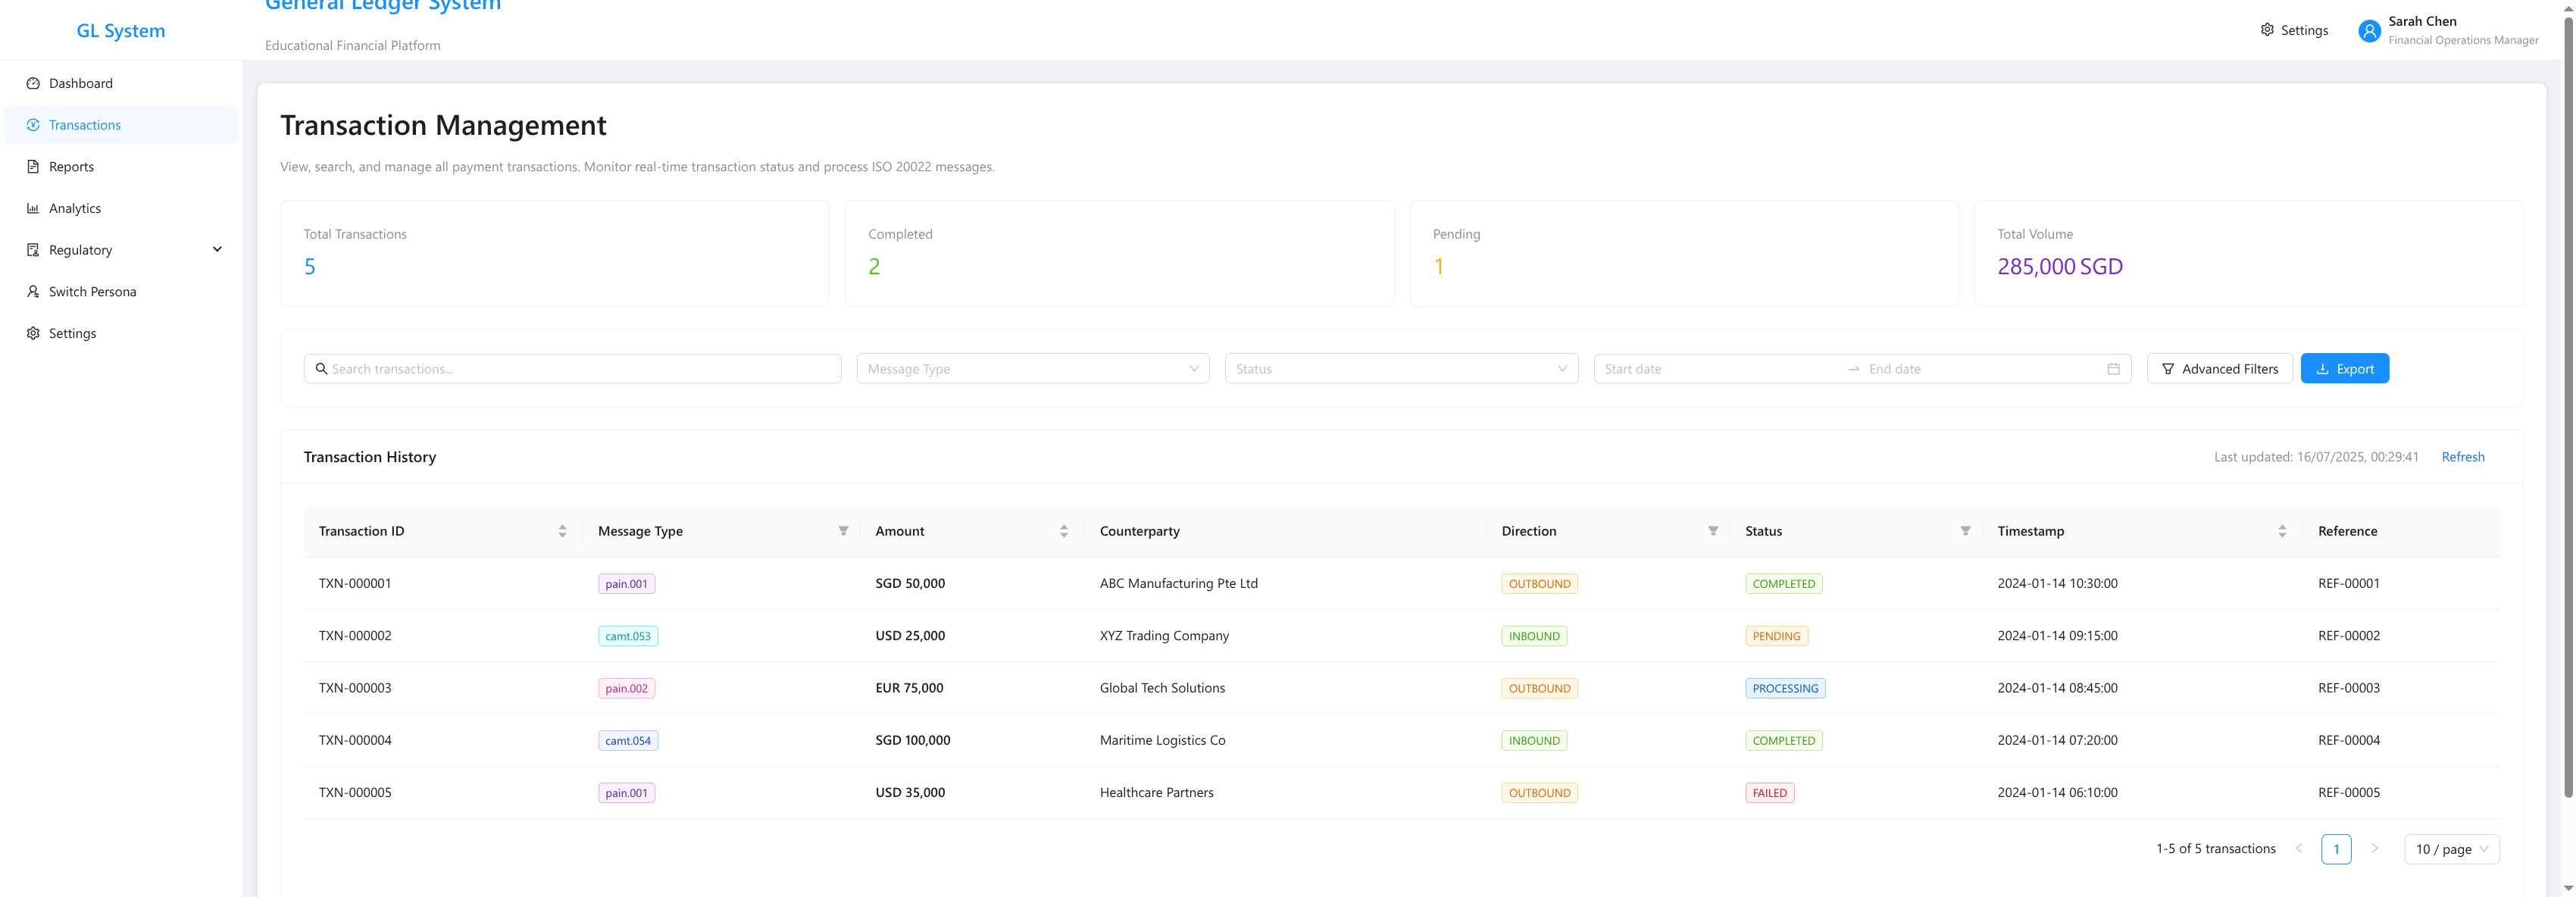 General Ledger System
GL System
Educational Financial Platform
Settings
Sarah Chen
Financial Operations Manager
Dashboard
Transactions
Reports
Analytics
Regulatory
Switch Persona
Settings
Transaction Management
View, search, and manage all payment transactions. Monitor real-time transaction status and process ISO 20022 messages.
Total Transactions
5
Completed
2
Pending
1
Total Volume
285,000 SGD
Search transactions...
Message Type
Status
Start date
End date
Advanced Filters
Export
Transaction History
Last updated: 16/07/2025, 00:29:41
Refresh
Transaction ID Message Type Amount Counterparty Direction Status Timestamp Reference
TXN-000001 pain.001 SGD 50,000 ABC Manufacturing Pte Ltd OUTBOUND COMPLETED 2024-01-14 10:30:00 REF-00001
TXN-000002 camt.053 USD 25,000 XYZ Trading Company INBOUND PENDING 2024-01-14 09:15:00 REF-00002
TXN-000003 pain.002 EUR 75,000 Global Tech Solutions OUTBOUND PROCESSING 2024-01-14 08:45:00 REF-00003
TXN-000004 camt.054 SGD 100,000 Maritime Logistics Co INBOUND COMPLETED 2024-01-14 07:20:00 REF-00004
TXN-000005 pain.001 USD 35,000 Healthcare Partners OUTBOUND FAILED 2024-01-14 06:10:00 REF-00005
1-5 of 5 transactions
1
10 / page